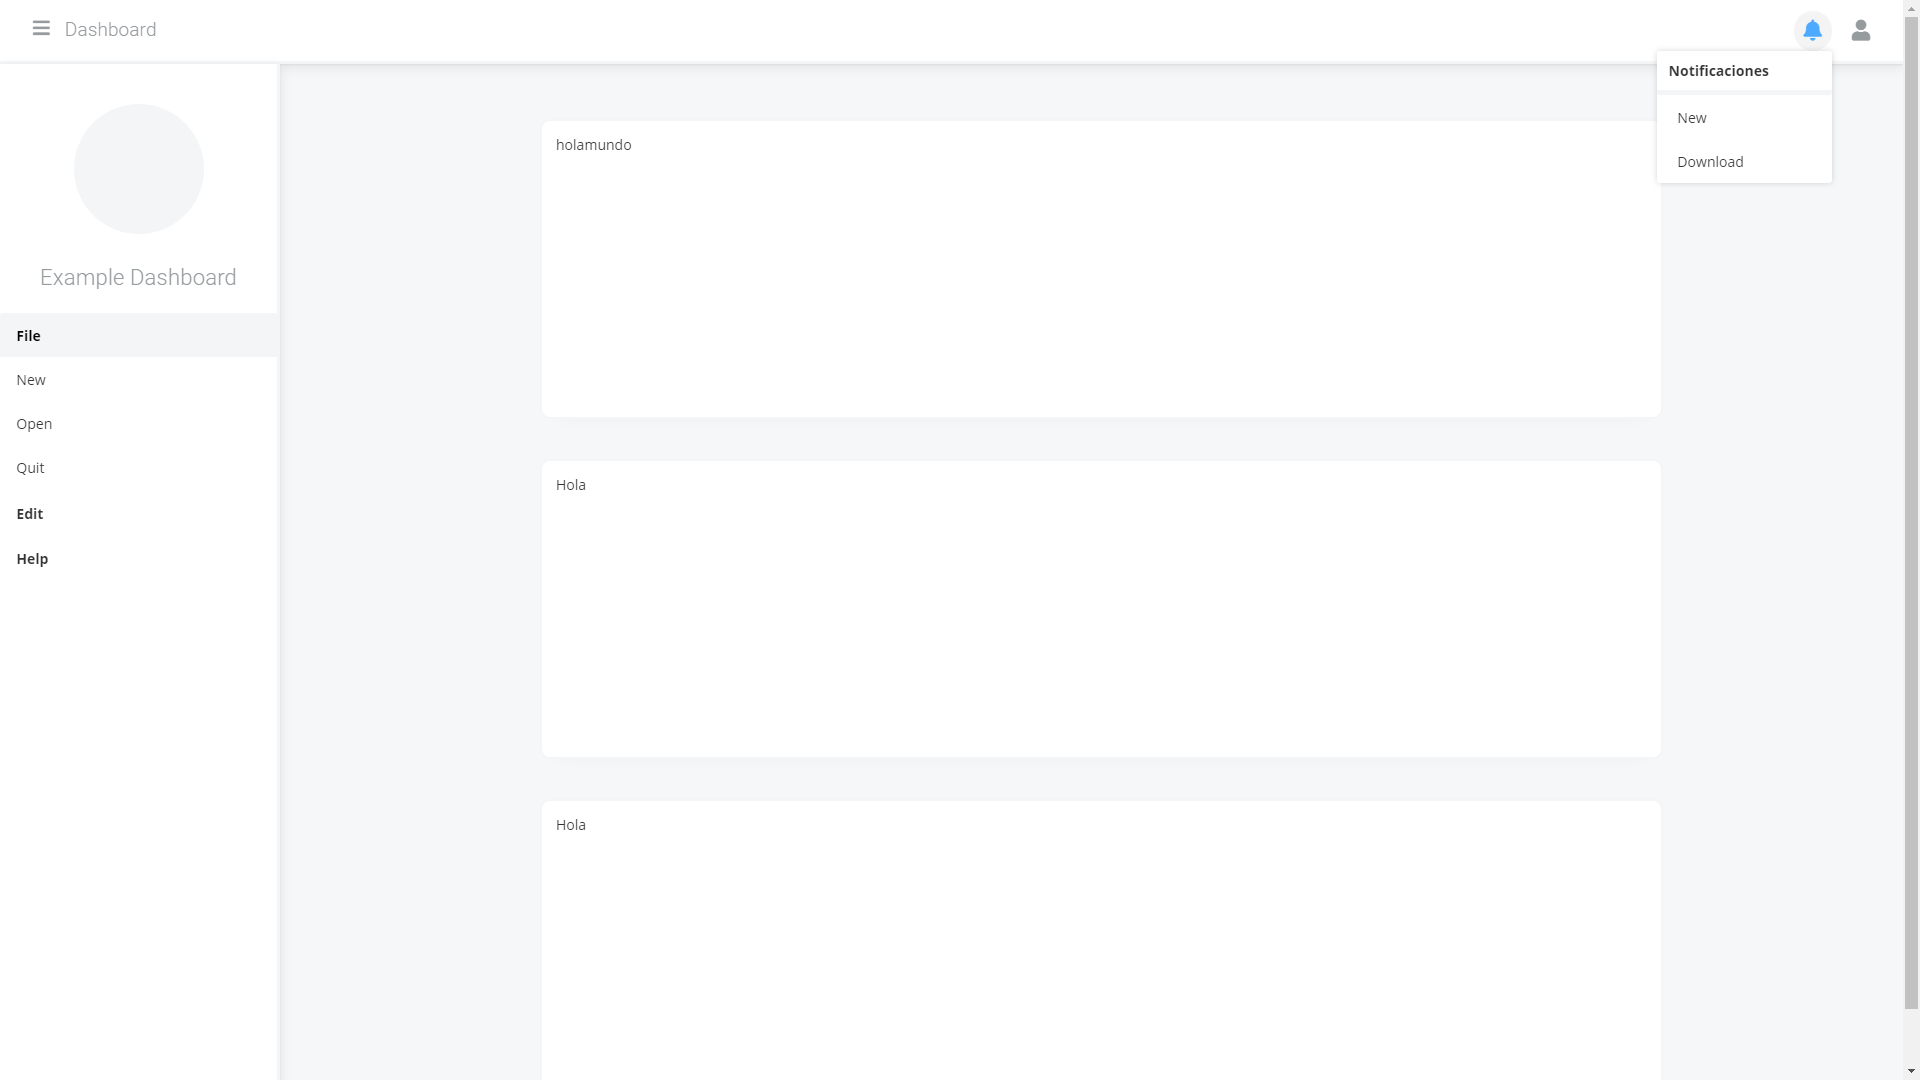 Dashboard
Notificaciones
New
Download
Example Dashboard
File
New
Open
Quit
Edit
Help
holamundo
Hola
Hola